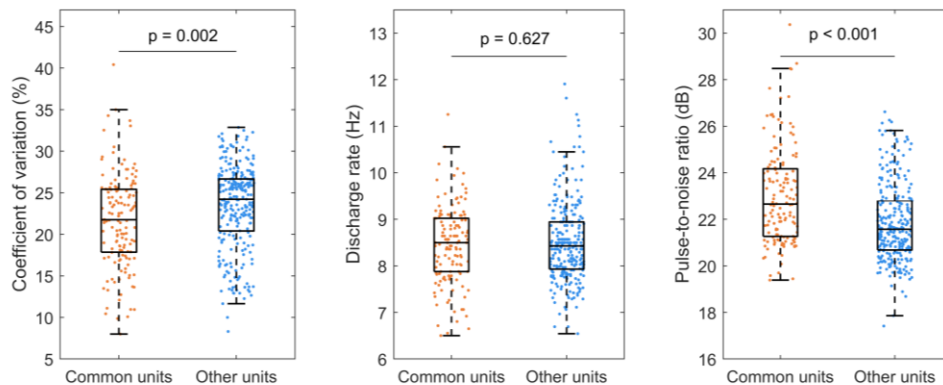 p = 0.002
Coefficient of variation (%)
45
40
35
30
25
20
15
10
5
Common units
Other units
p = 0.627
Discharge rate (Hz)
13
12
11
10
9
8
7
6
Common units
Other units
p < 0.001
Pulse-to-noise ratio (dB)
30
28
26
24
22
20
18
16
Common units
Other units